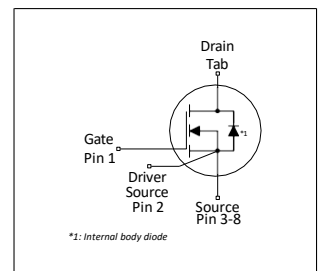 Drain
Tab
*1
Gate
Pin 1
Driver
Source
Pin 2
Source
Pin 3-8
*1: Internal body diode